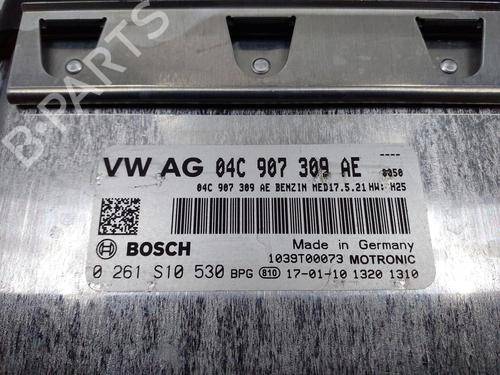 B-PARTS
VW AG 04C 907 309 AE 8050
04C 907 309 AE BENZIN MED17.5.21 HW: H25
BOSCH
Made in Germany
1039T00073 MOTRONIC
0 261 S10 530 BPG 810 17-01-10 1320 1310